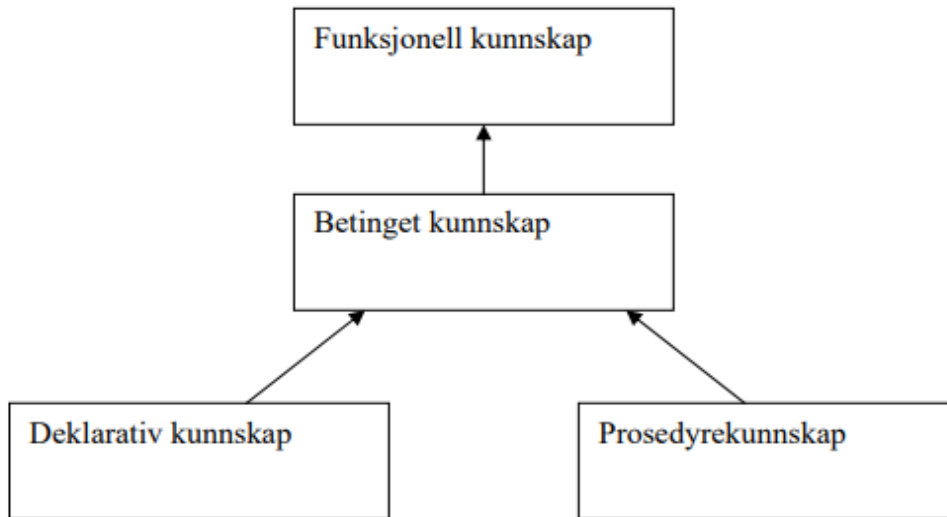 Funksjonell kunnskap
Betinget kunnskap
Deklarativ kunnskap
Prosedyrekunnskap